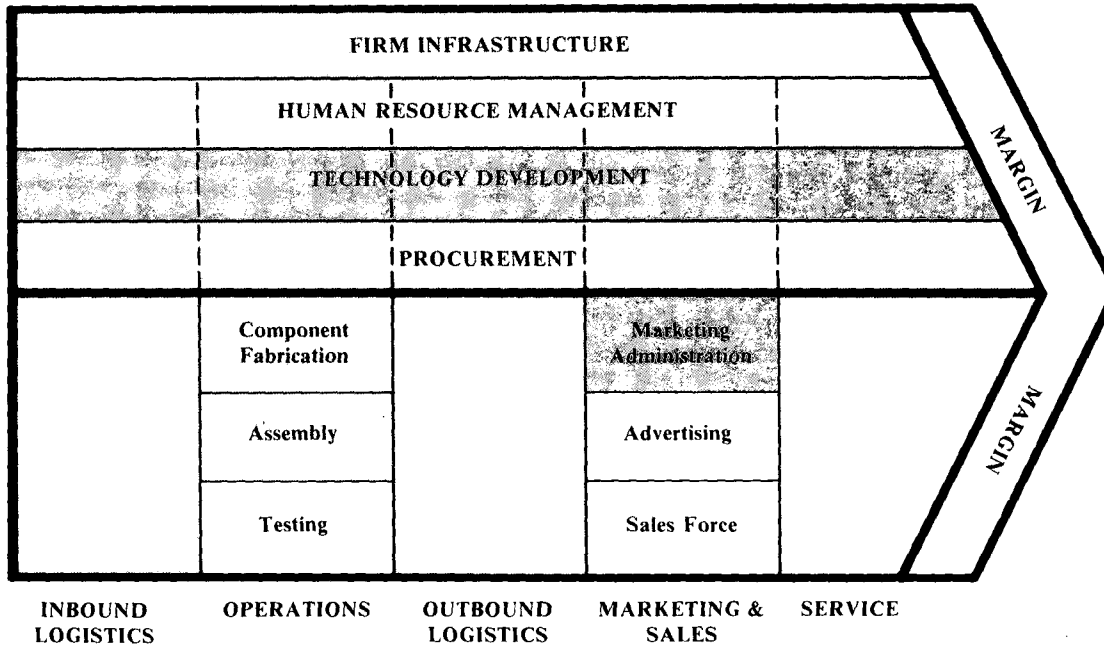 FIRM INFRASTRUCTURE
HUMAN RESOURCE MANAGEMENT
TECHNOLOGY DEVELOPMENT
PROCUREMENT
MARGIN
Component
Fabrication
Marketing
Administration
Assembly
Advertising
MARGIN
Testing
Sales Force
INBOUND
LOGISTICS
OPERATIONS
OUTBOUND
LOGISTICS
MARKETING &
SALES
SERVICE